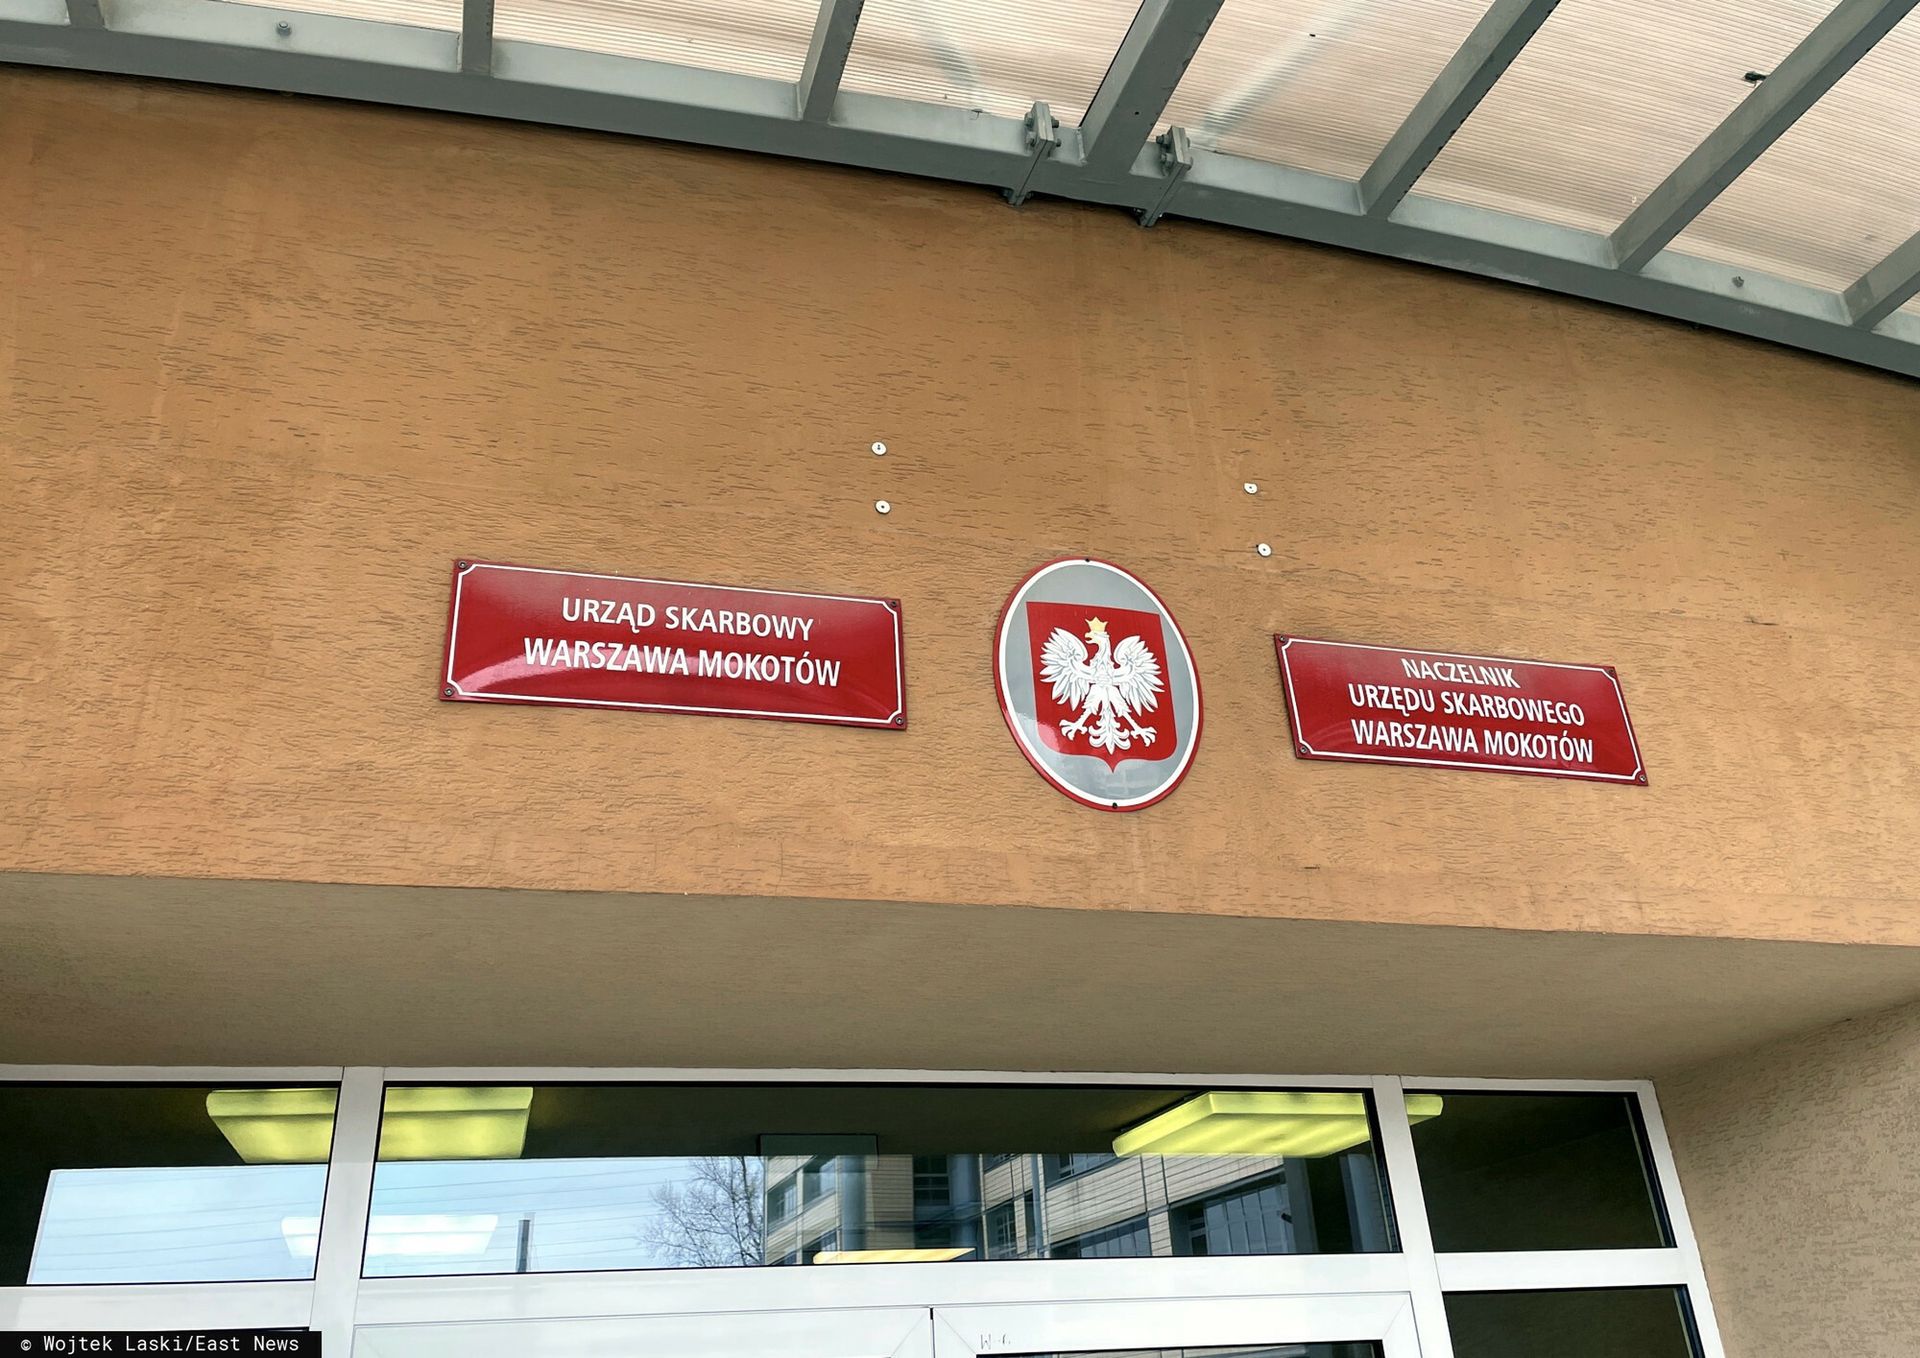 URZĄD SKARBOWY
WARSZAWA MOKOTÓW
NACZELNIK
URZĘDU SKARBOWEGO
WARSZAWA MOKOTÓW
© Wojtek Laski/East News